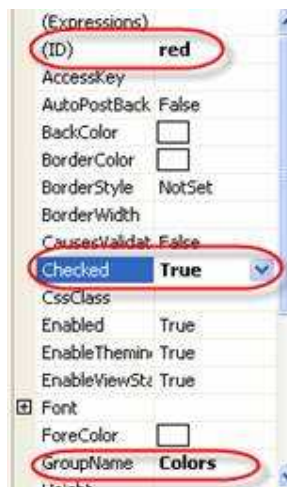 (Expressions)
(ID) red
AccessKey
AutoPostBack False
BackColor
BorderColor
BorderStyle NotSet
BorderWidth
CausesValidat False
Checked True
CssClass
Enabled True
EnableThemin True
EnableViewSta True
Font
ForeColor
GroupName Colors
Height